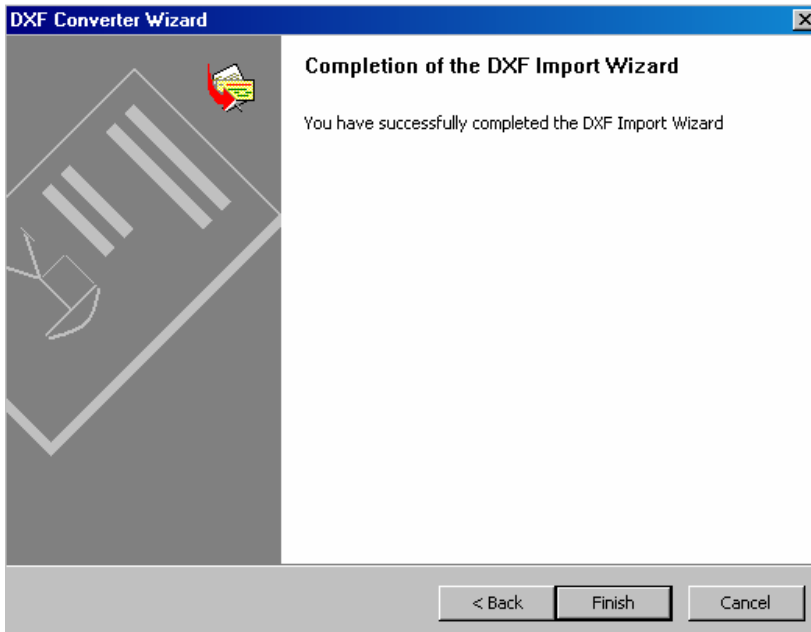 DXF Converter Wizard
Completion of the DXF Import Wizard
You have successfully completed the DXF Import Wizard
< Back
Finish
Cancel